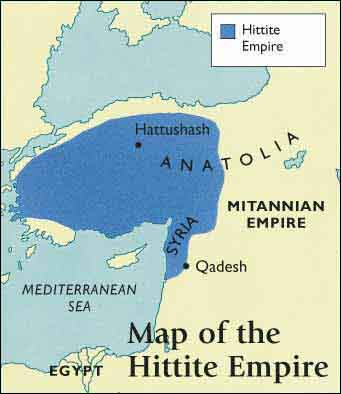 Hittite
Empire
Hattushash
ANATOLIA
MITANNIAN
EMPIRE
SYRIA
Qadesh
MEDITERRANEAN
SEA
Map of the
Hittite Empire
EGYPT